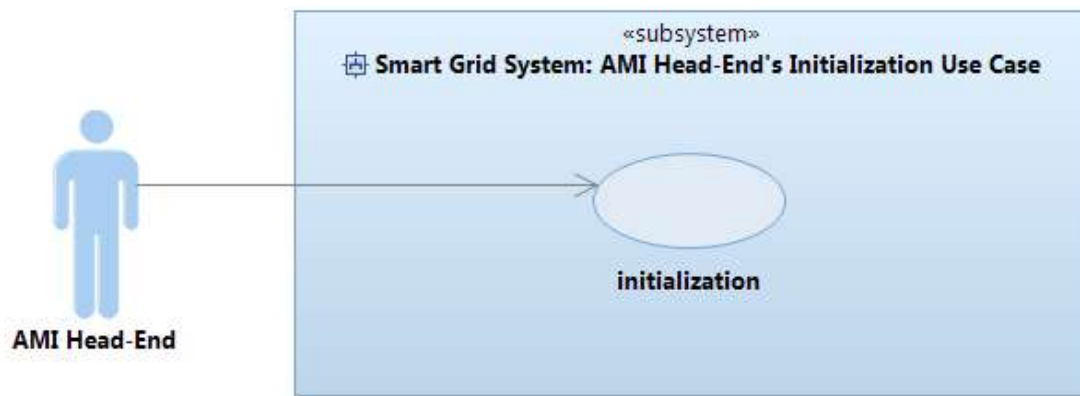 «subsystem»
Smart Grid System: AMI Head-End's Initialization Use Case
initialization
AMI Head-End